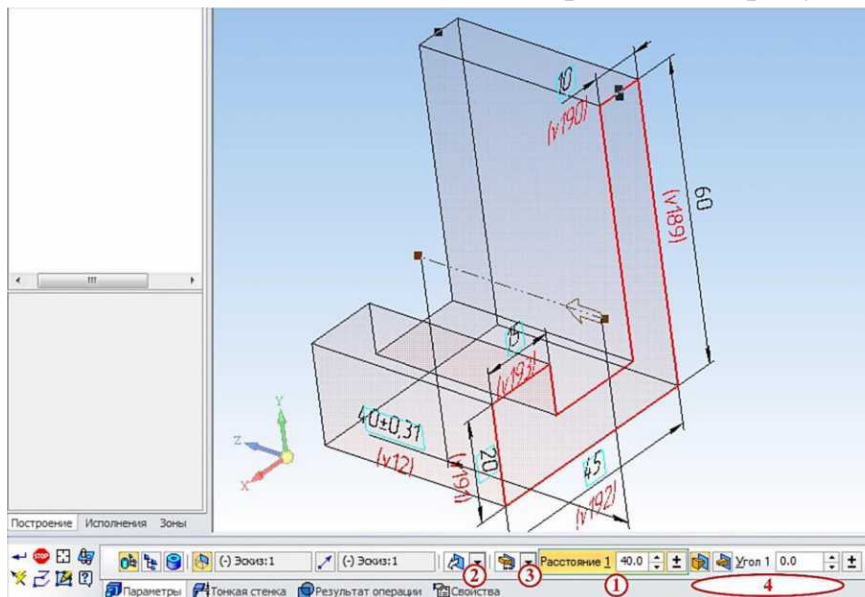 10
(v190)
60
(v189)
15
(v193)
40±0,31
(v12)
20
(v191)
45
(v192)
Y
Z
X
Построение Исполнения Зоны
STOP
(-) Эскиз:1 (-) Эскиз:1 Расстояние 1 40.0 Угол 1 0.0
2 3 1 4
Параметры Тонкая стенка Результат операции Свойства